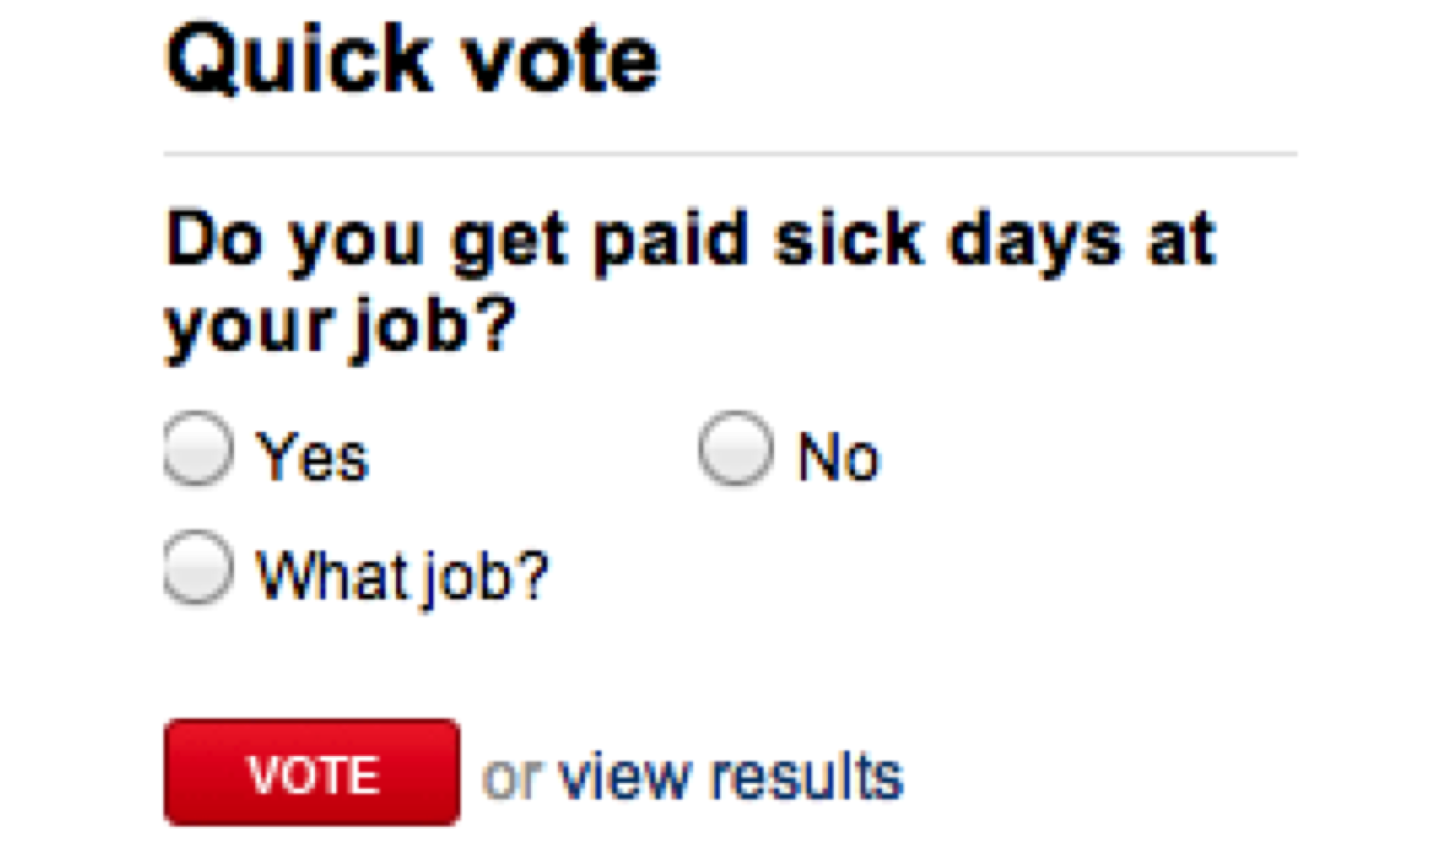 Quick vote
Do you get paid sick days at
your job?
Yes No
What job?
VOTE or view results